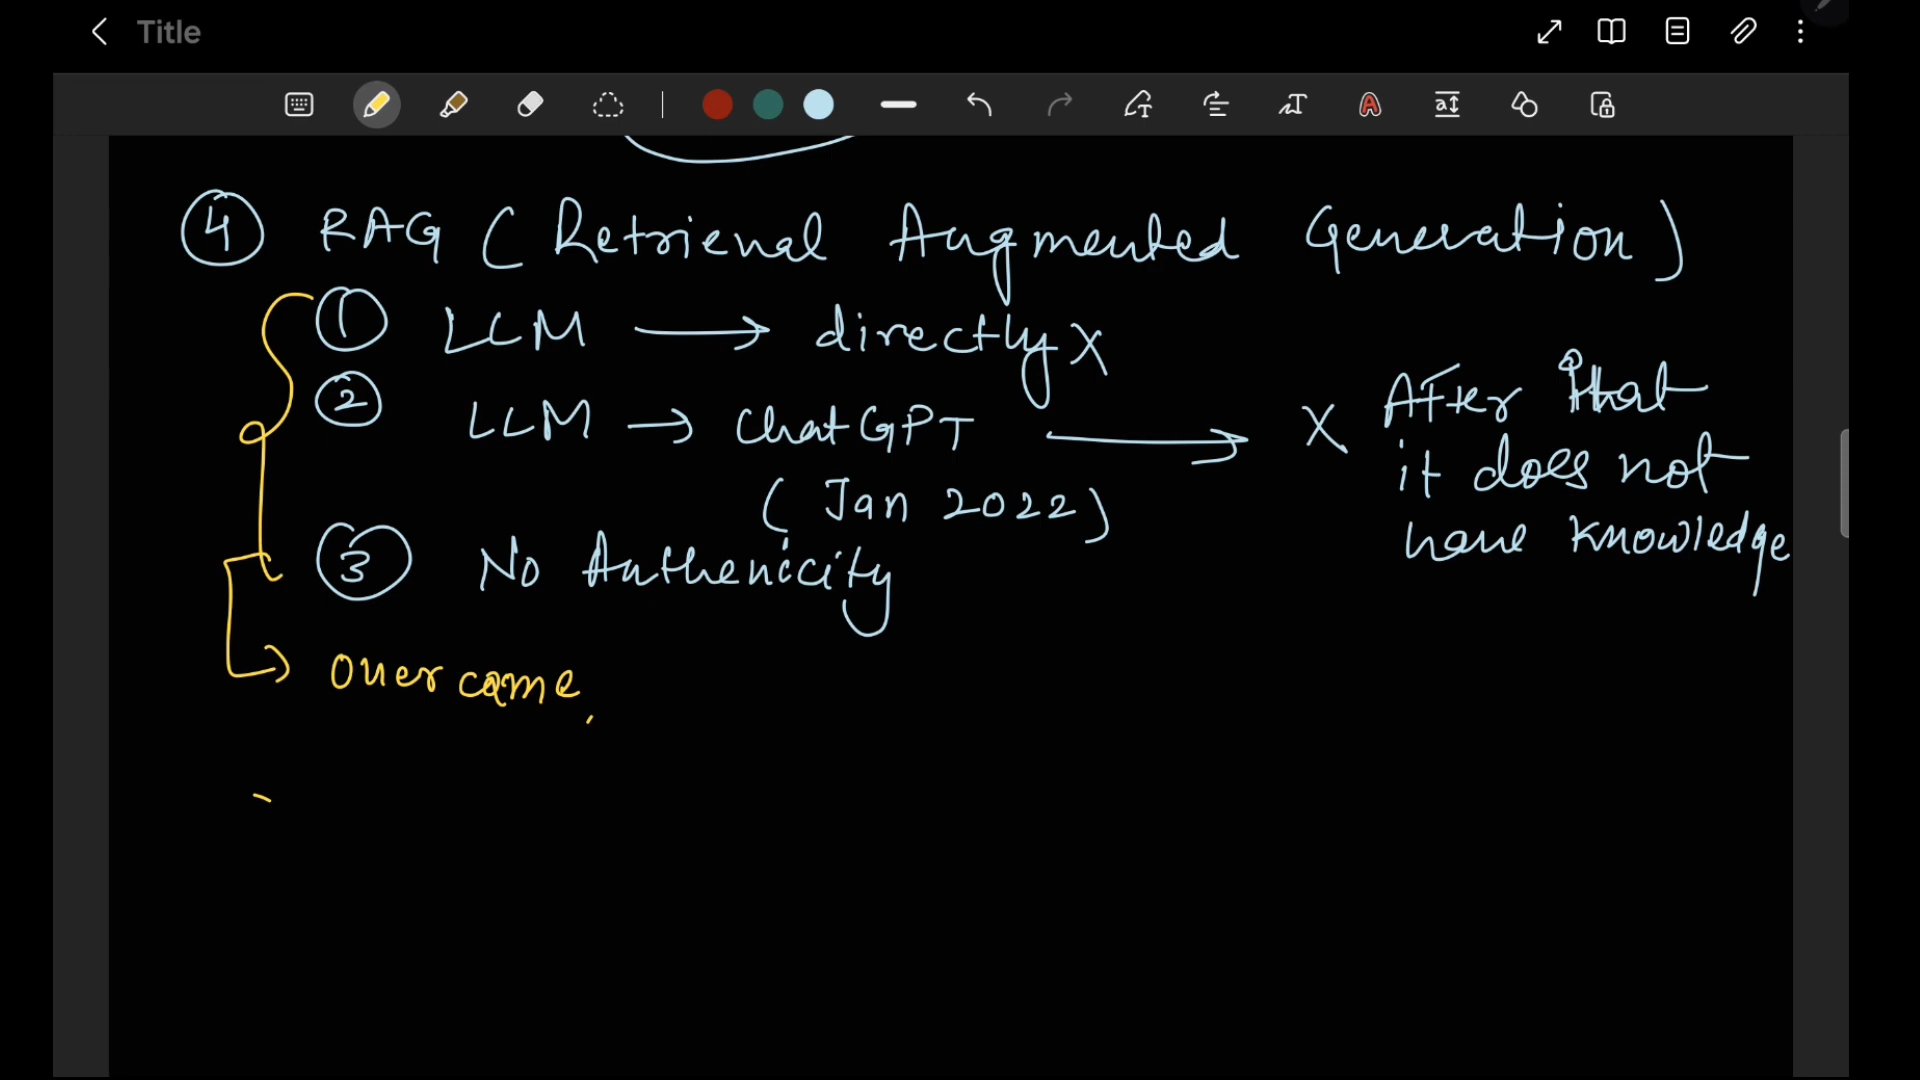 Title
4 RAG ( Retrieval Augmented Generation )
1 LLM → directly X
2 LLM → ChatGPT → X After that
it does not
have knowledge
( Jan 2022 )
3 No Authenicity
overcame.